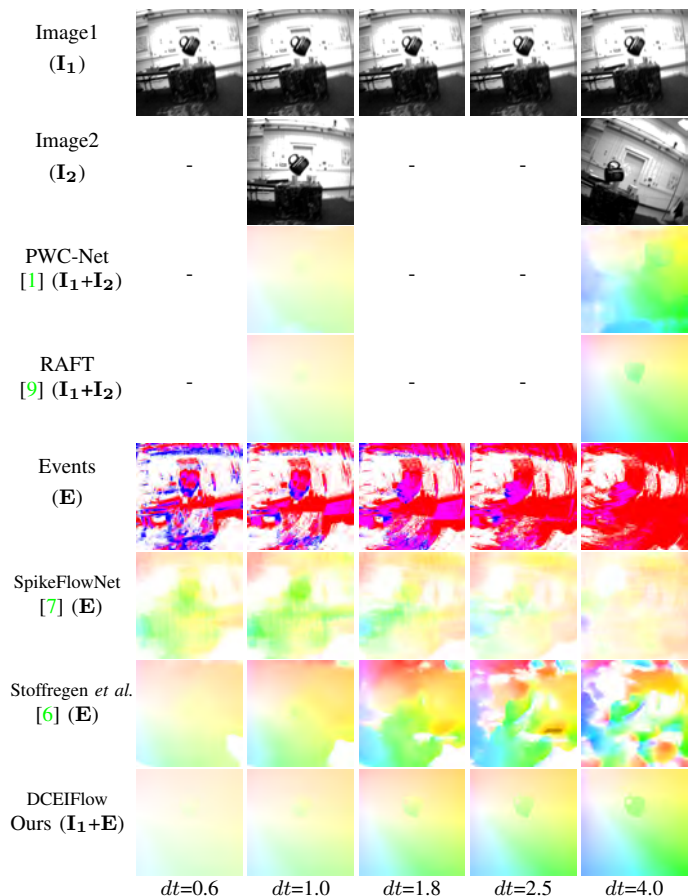 Image1
(I₁)
Image2
(I₂)
- - -
PWC-Net
[1] (I₁+I₂)
- - -
RAFT
[9] (I₁+I₂)
- - -
Events
(E)
SpikeFlowNet
[7] (E)
Stoffregen et al.
[6] (E)
DCEIFlow
Ours (I₁+E)
dt=0.6 dt=1.0 dt=1.8 dt=2.5 dt=4.0